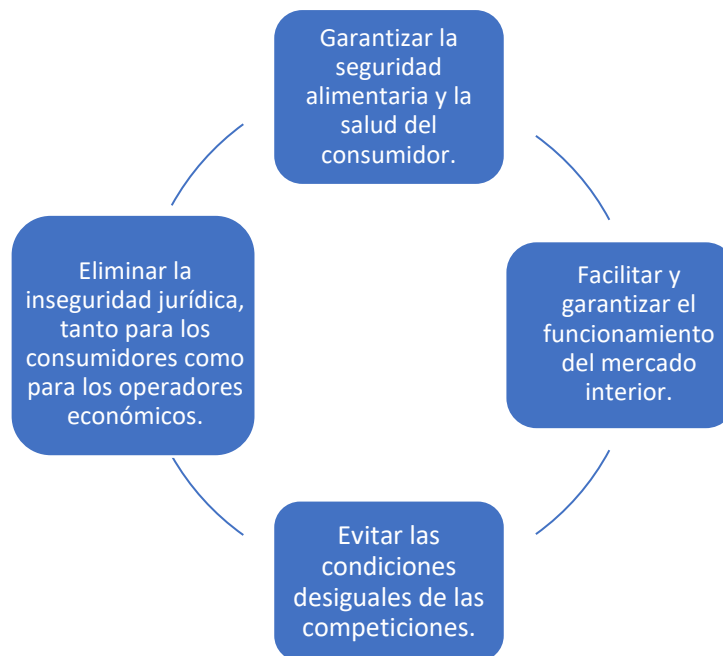 Garantizar la
seguridad
alimentaria y la
salud del
consumidor.
Facilitar y
garantizar el
funcionamiento
del mercado
interior.
Evitar las
condiciones
desiguales de las
competiciones.
Eliminar la
inseguridad jurídica,
tanto para los
consumidores como
para los operadores
económicos.